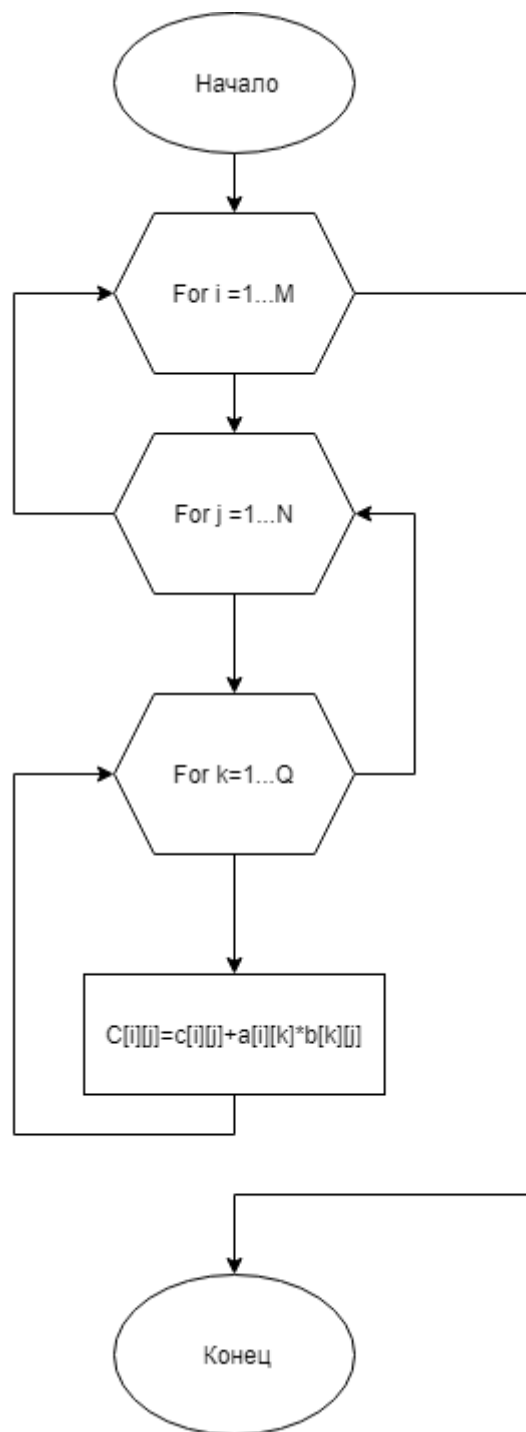 Начало
For i =1...M
For j =1...N
For k=1...Q
C[i][j]=c[i][j]+a[i][k]*b[k][j]
Конец